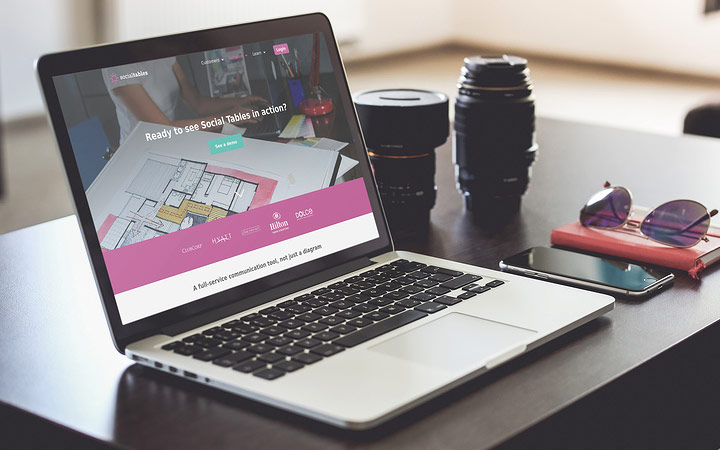 socialtables
Customers
Learn
Login
Ready to see Social Tables in action?
See a demo
HYATT
Hilton
DOLCE
A full-service communication tool, not just a diagram